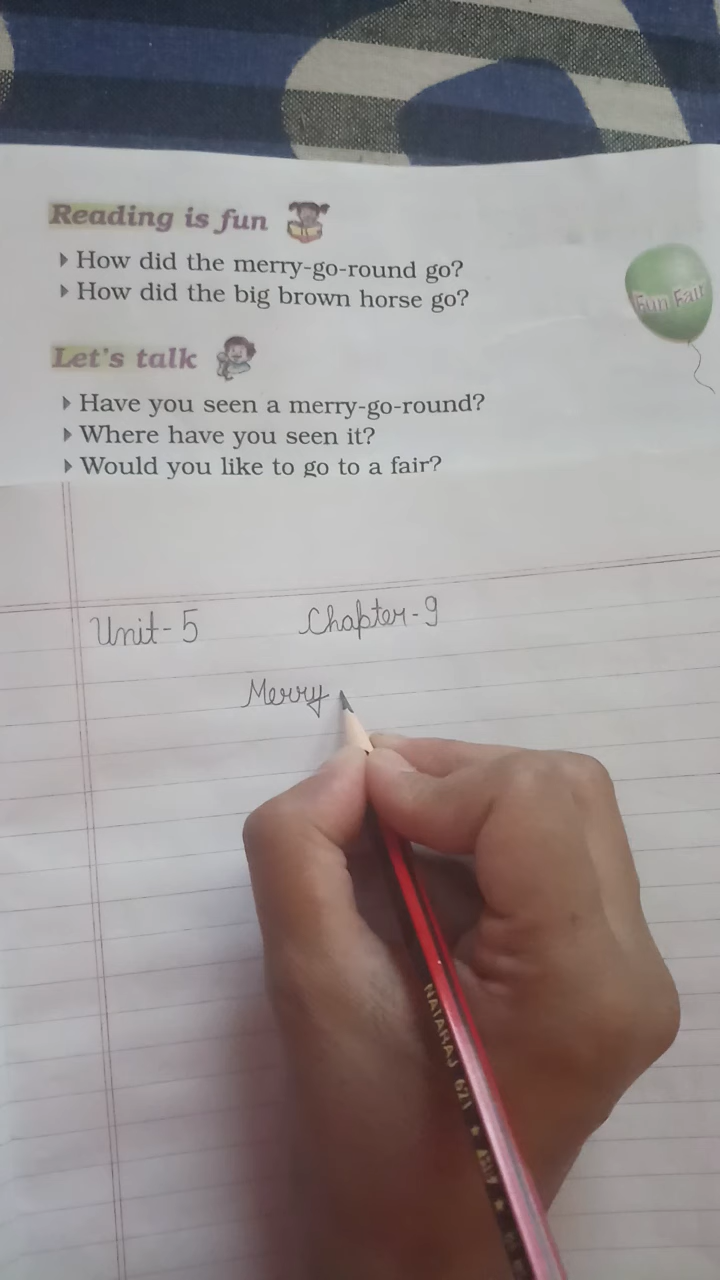 Reading is fun
How did the merry-go-round go?
How did the big brown horse go?
Fun Fair
Let's talk
Have you seen a merry-go-round?
Where have you seen it?
Would you like to go to a fair?
Unit-5 Chapter-9
Merry
NATARAJ 621